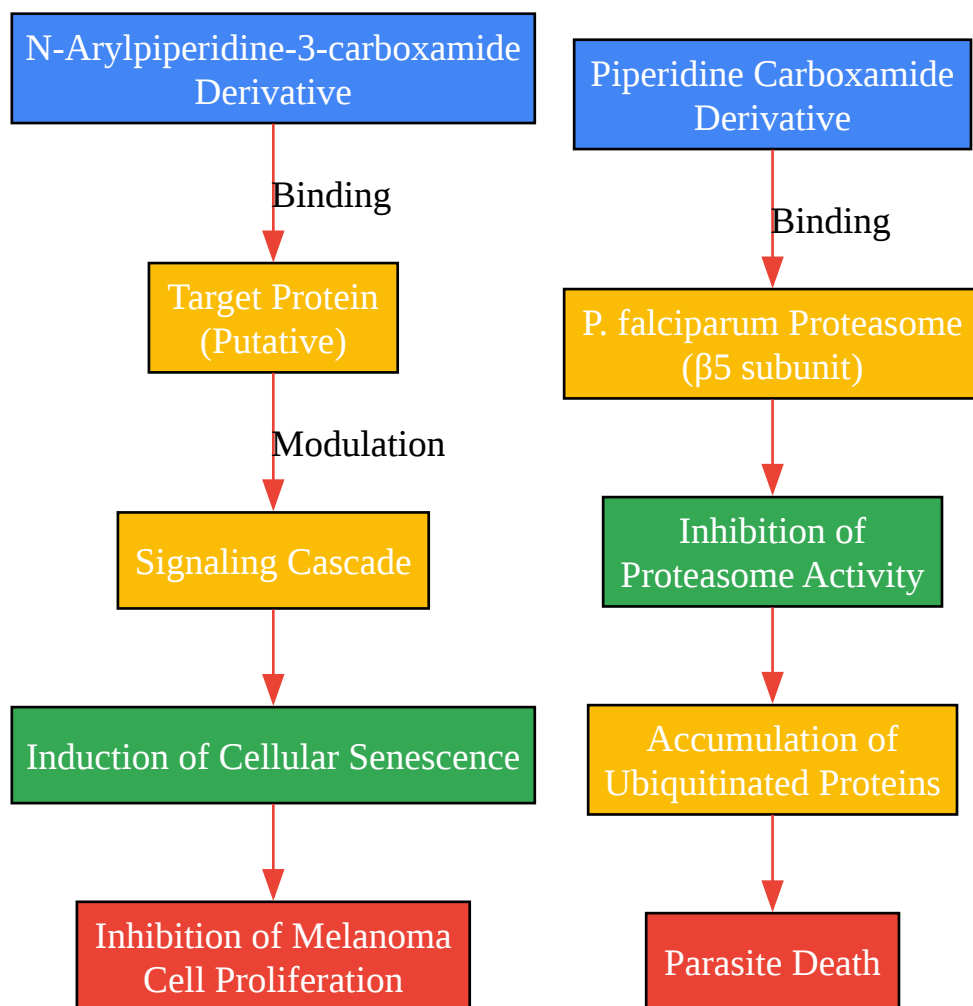 N-Arylpiperidine-3-carboxamide
Derivative
Binding
Target Protein
(Putative)
Modulation
Signaling Cascade
Induction of Cellular Senescence
Inhibition of Melanoma
Cell Proliferation
Piperidine Carboxamide
Derivative
Binding
P. falciparum Proteasome
(β5 subunit)
Inhibition of
Proteasome Activity
Accumulation of
Ubiquitinated Proteins
Parasite Death